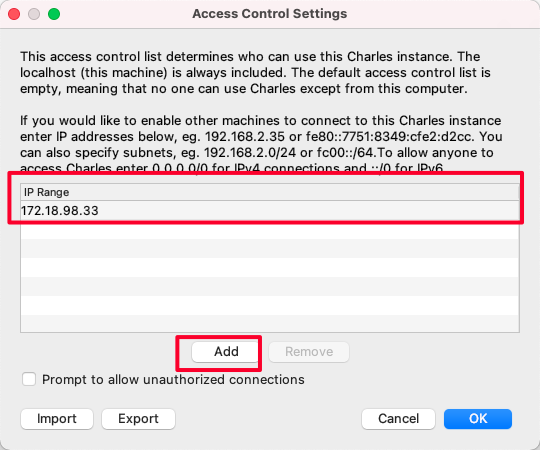 Access Control Settings
This access control list determines who can use this Charles instance. The
localhost (this machine) is always included. The default access control list is
empty, meaning that no one can use Charles except from this computer.
If you would like to enable other machines to connect to this Charles instance
enter IP addresses below, eg. 192.168.2.35 or fe80::7751:8349:cfe2:d2cc. You
can also specify subnets, eg. 192.168.2.0/24 or fc00::/64.To allow anyone to
access Charles enter 0.0.0.0/0 for IPv4 connections and ::/0 for IPv6
IP Range
172.18.98.33
Add
Remove
Prompt to allow unauthorized connections
Import
Export
Cancel
OK